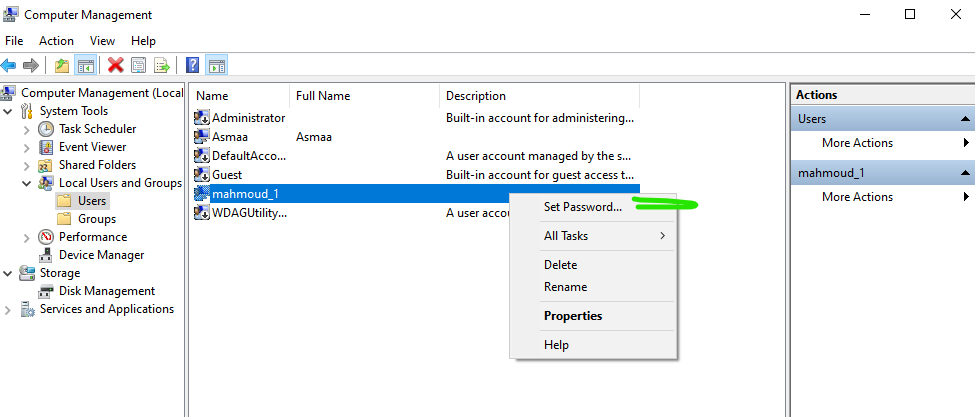 Computer Management
File Action View Help
Computer Management (Local
System Tools
Task Scheduler
Event Viewer
Shared Folders
Local Users and Groups
Users
Groups
Performance
Device Manager
Storage
Disk Management
Services and Applications
Name Full Name Description
Administrator Built-in account for administering...
Asmaa Asmaa
DefaultAcco... A user account managed by the s...
Guest Built-in account for guest access t...
mahmoud_1
WDAGUtility... A user accou
Set Password...
All Tasks
Delete
Rename
Properties
Help
Actions
Users
More Actions
mahmoud_1
More Actions